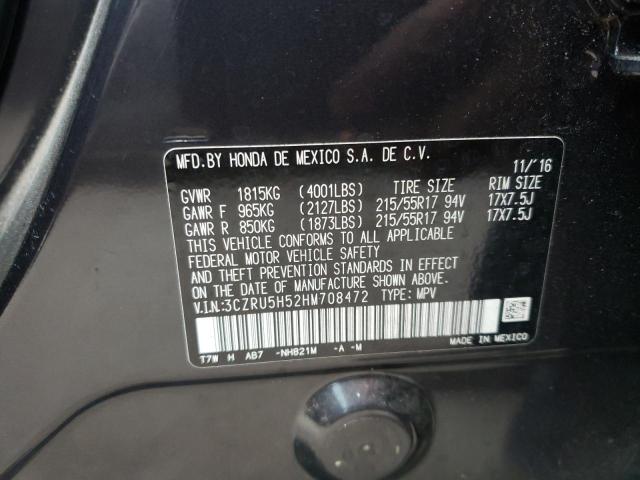 MFD. BY HONDA DE MEXICO S.A. DE C.V.
11/'16
GVWR 1815KG (4001LBS) TIRE SIZE RIM SIZE
GAWR F 965KG (2127LBS) 215/55R17 94V 17X7.5J
GAWR R 850KG (1873LBS) 215/55R17 94V 17X7.5J
THIS VEHICLE CONFORMS TO ALL APPLICABLE
FEDERAL MOTOR VEHICLE SAFETY
AND THEFT PREVENTION STANDARDS IN EFFECT
ON THE DATE OF MANUFACTURE SHOWN ABOVE.
V.IN:3CZRU5H52HM708472 TYPE: MPV
T7W H AB7 -NH821M -A -M
MADE IN MEXICO